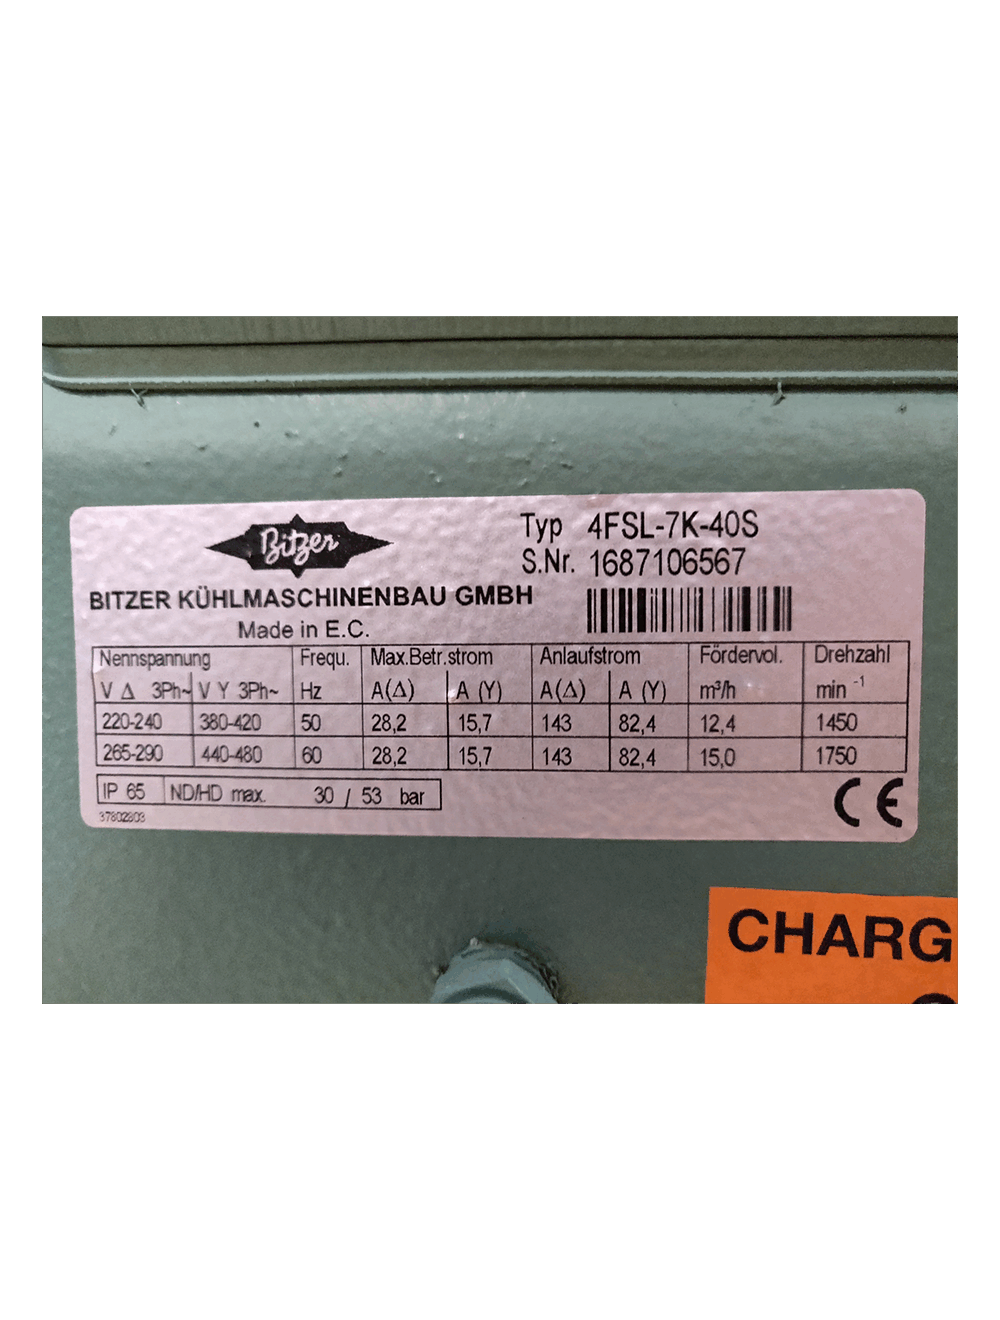 Bitzer
Typ 4FSL-7K-40S
S.Nr. 1687106567
BITZER KÜHLMASCHINENBAU GMBH
Made in E.C.
Nennspannung Frequ. Max.Betr.strom Anlaufstrom Fördervol. Drehzahl
V Δ 3Ph~ V Y 3Ph~ Hz A(Δ) A (Y) A(Δ) A (Y) m³/h min -1
220-240 380-420 50 28,2 15,7 143 82,4 12,4 1450
265-290 440-480 60 28,2 15,7 143 82,4 15,0 1750
IP 65 ND/HD max. 30 / 53 bar
37802803
CE
CHARG